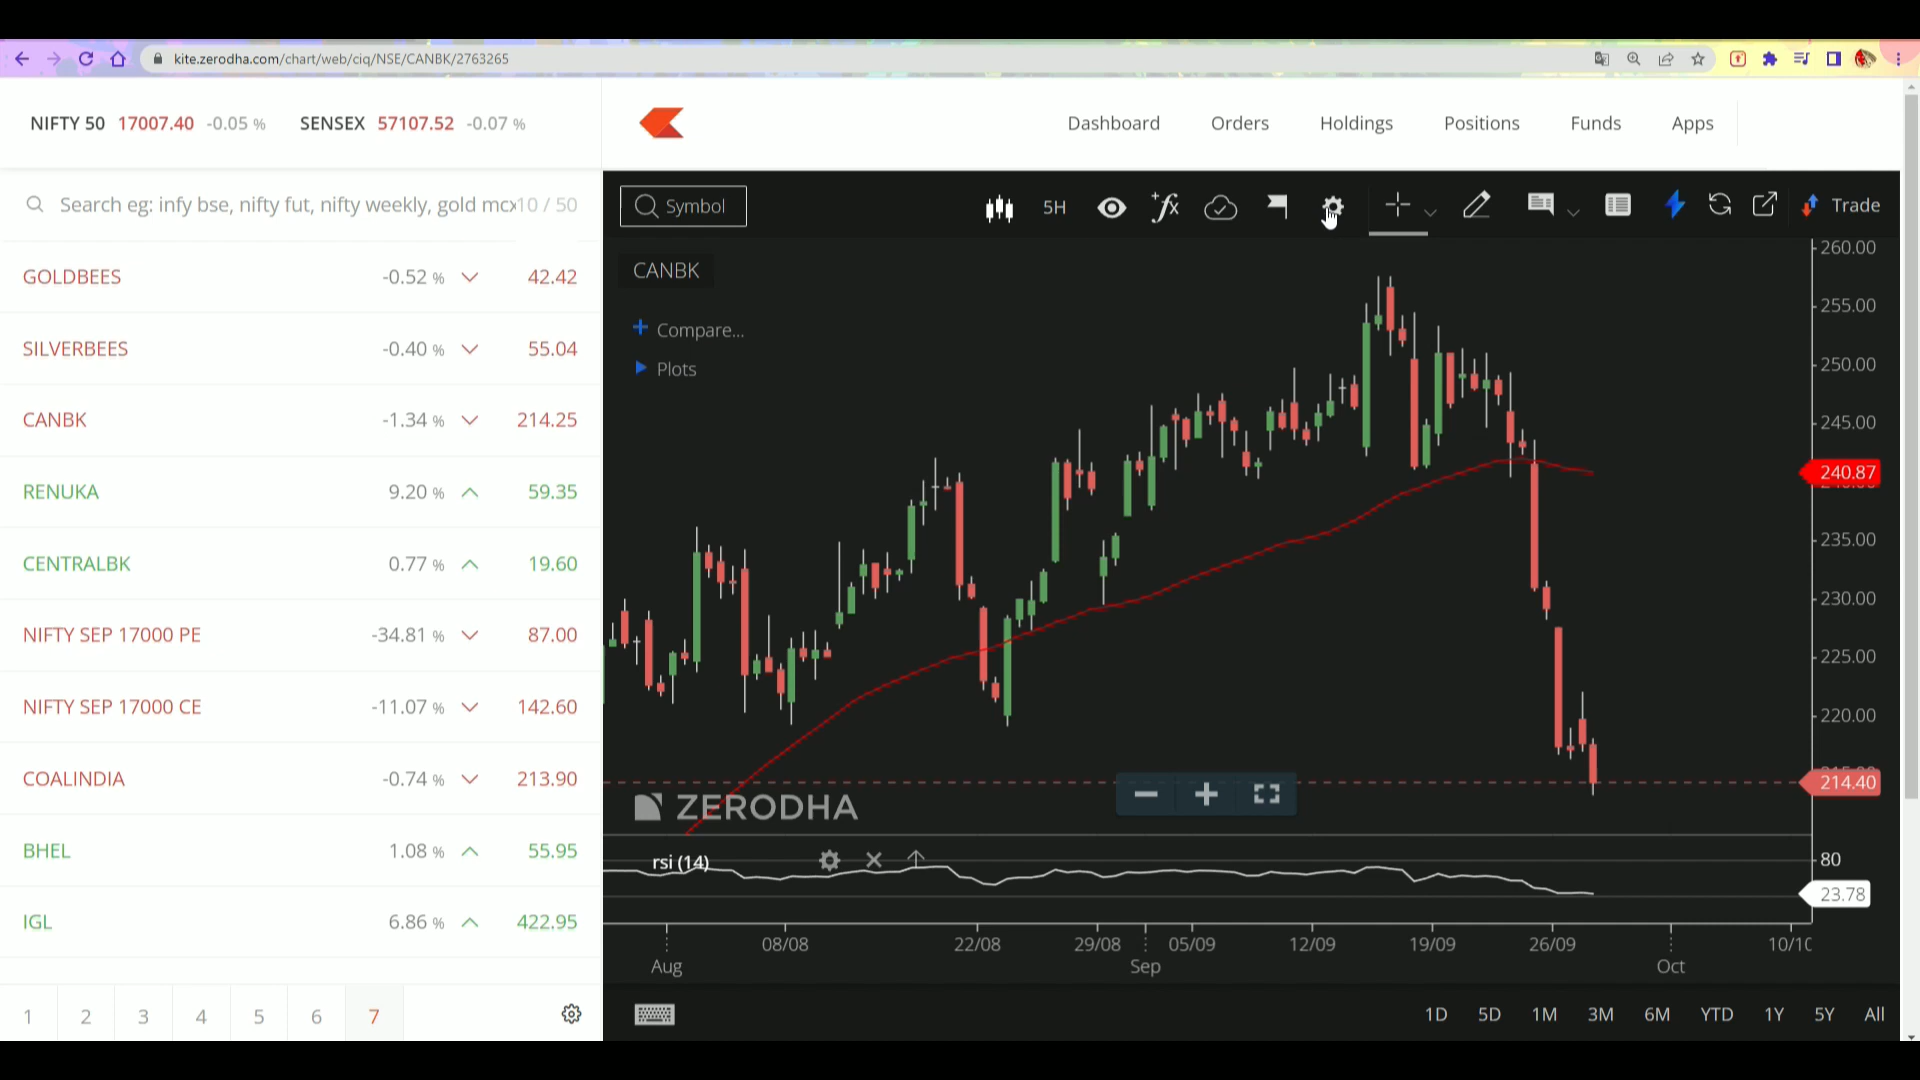 kite.zerodha.com/chart/web/ciq/NSE/CANBK/2763265
NIFTY 50 17007.40 -0.05 % SENSEX 57107.52 -0.07 %
Dashboard Orders Holdings Positions Funds Apps
Search eg: infy bse, nifty fut, nifty weekly, gold mcx 10 / 50
Symbol 5H Trade
GOLDBEES -0.52 % 42.42
SILVERBEES -0.40 % 55.04
CANBK -1.34 % 214.25
RENUKA 9.20 % 59.35
CENTRALBK 0.77 % 19.60
NIFTY SEP 17000 PE -34.81 % 87.00
NIFTY SEP 17000 CE -11.07 % 142.60
COALINDIA -0.74 % 213.90
BHEL 1.08 % 55.95
IGL 6.86 % 422.95
1 2 3 4 5 6 7
CANBK
Compare...
Plots
260.00
255.00
250.00
245.00
240.87
235.00
230.00
225.00
220.00
214.40
ZERODHA
rsi (14)
80
23.78
08/08 22/08 29/08 05/09 12/09 19/09 26/09 10/10
Aug Sep Oct
1D 5D 1M 3M 6M YTD 1Y 5Y All